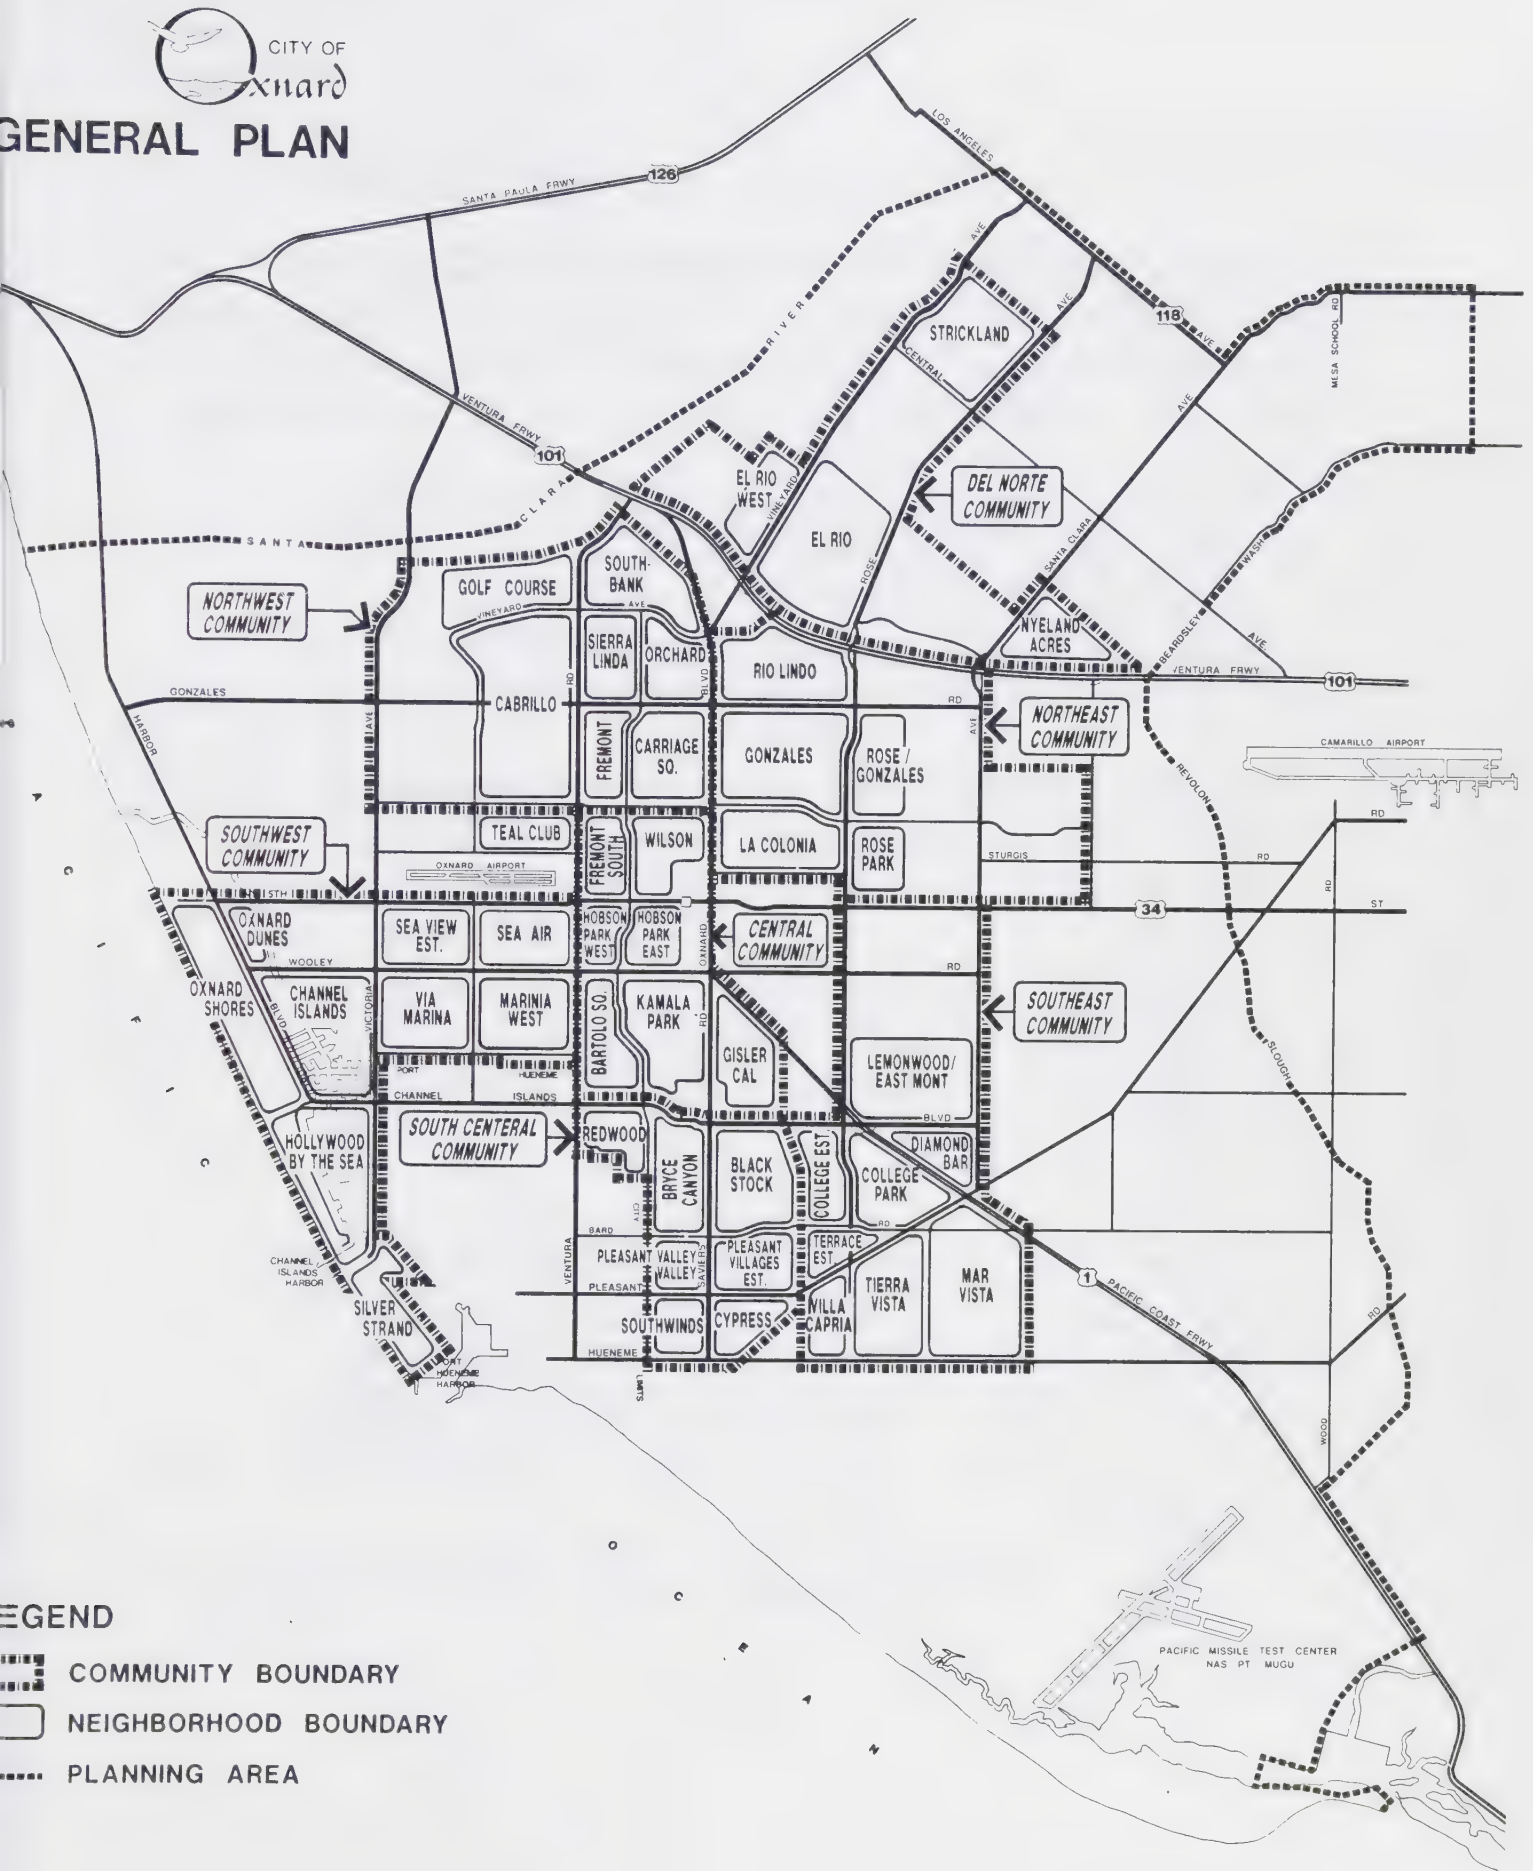 CITY OF
Oxnard
GENERAL PLAN
SANTA PAULA FRWY
126
LOS ANGELES
AVE
118
AVE
AVE
AVE
MESA SCHOOL RD
RIVER
STRICKLAND
CENTRAL
AVE
VENTURA FRWY
101
CLARA
SANTA
EL RIO
WEST
VINEYARD
DEL NORTE
COMMUNITY
EL RIO
ROSE
SANTA CLARA
WASH
BEARDSLEY
AVE.
SOUTH-
BANK
GOLF COURSE
VINEYARD
AVE
NORTHWEST
COMMUNITY
NYELAND
ACRES
SIERRA
LINDA
ORCHARD
RIO LINDO
VENTURA FRWY
101
RD
BLVD
GONZALES
CABRILLO
RD
HARBOR
AVE
AVE
NORTHEAST
COMMUNITY
FREMONT
CARRIAGE
SQ.
GONZALES
ROSE /
GONZALES
CAMARILLO AIRPORT
REVOLON
RD
SOUTHWEST
COMMUNITY
TEAL CLUB
FREMONT
SOUTH
WILSON
LA COLONIA
ROSE
PARK
STURGIS
RD
RD
OXNARD AIRPORT
5TH
34
ST
OXNARD
DUNES
SEA VIEW
EST.
SEA AIR
HOBSON
PARK
WEST
HOBSON
PARK
EAST
OXNARD
CENTRAL
COMMUNITY
WOOLEY
RD
OXNARD
SHORES
CHANNEL
ISLANDS
BLVD
VICTORIA
VIA
MARINA
MARINIA
WEST
BARTOLO SQ.
KAMALA
PARK
RD
SOUTHEAST
COMMUNITY
GISLER
CAL
LEMONWOOD/
EAST MONT
SLOUGH
PORT
HUENEME
CHANNEL
ISLANDS
BLVD
SOUTH CENTERAL
COMMUNITY
REDWOOD
HOLLYWOOD
BY THE SEA
BRYCE
CANYON
BLACK
STOCK
COLLEGE EST.
COLLEGE
PARK
DIAMOND
BAR
CITY
BARD
RD
CHANNEL
ISLANDS
HARBOR
VENTURA
PLEASANT VALLEY
VALLEY
SAVIERS
PLEASANT
VILLAGES
EST.
TERRACE
EST.
PLEASANT
TIERRA
VISTA
MAR
VISTA
1
PACIFIC COAST FRWY
RD
SILVER
STRAND
SOUTHWINDS
CYPRESS
VILLA
CAPRIA
HUENEME
PORT
HUENEME
HARBOR
LIMITS
WOOD
PACIFIC
OCEAN
PACIFIC MISSILE TEST CENTER
NAS PT MUGU
EGEND
COMMUNITY BOUNDARY
NEIGHBORHOOD BOUNDARY
PLANNING AREA